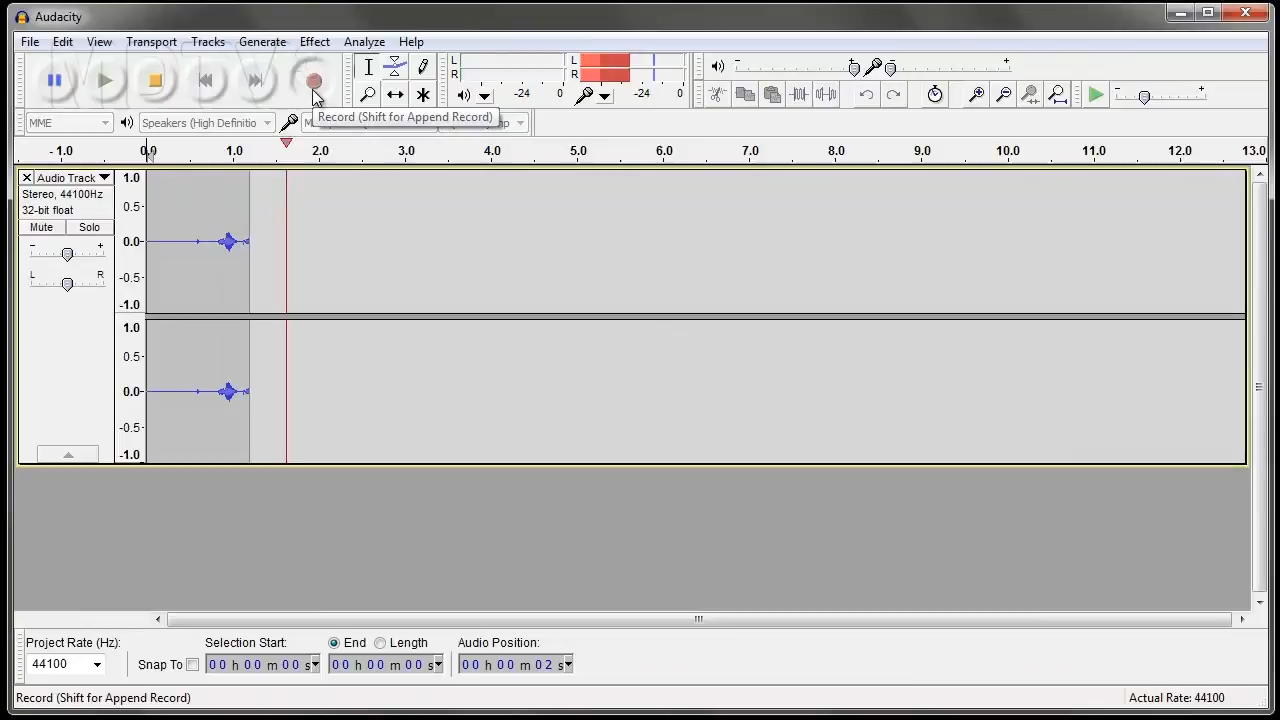 Audacity
File Edit View Transport Tracks Generate Effect Analyze Help
L R -24 0 L R -24 0
MME Speakers (High Definitio
Record (Shift for Append Record)
- 1.0 0.0 1.0 2.0 3.0 4.0 5.0 6.0 7.0 8.0 9.0 10.0 11.0 12.0 13.0
Audio Track
Stereo, 44100Hz
32-bit float
Mute Solo
- +
L R
1.0
0.5
0.0
-0.5
-1.0
1.0
0.5
0.0
-0.5
-1.0
Project Rate (Hz): Selection Start: End Length Audio Position:
44100 Snap To 00 h 00 m 00 s 00 h 00 m 00 s 00 h 00 m 02 s
Record (Shift for Append Record) Actual Rate: 44100